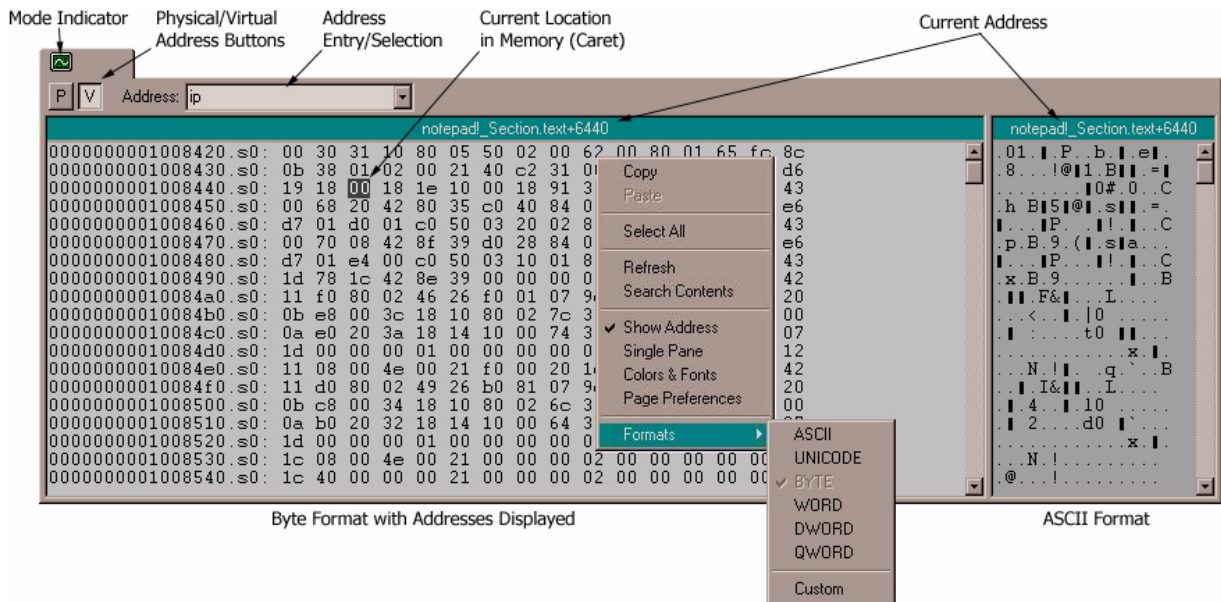 Mode Indicator
Physical/Virtual
Address Buttons
Address
Entry/Selection
Current Location
in Memory (Caret)
Current Address
P V Address: ip
notepad!_Section.text+6440
notepad!_Section.text+6440
0000000001008420.s0: 00 30 31 10 80 05 50 02 00 62 00 80 01 65 fc 8c
0000000001008430.s0: 0b 38 01 02 00 21 40 c2 31 d6
0000000001008440.s0: 19 18 00 18 1e 10 00 18 91 43
0000000001008450.s0: 00 68 20 42 80 35 c0 40 84 e6
0000000001008460.s0: d7 01 d0 01 c0 50 03 20 02 43
0000000001008470.s0: 00 70 08 42 8f 39 d0 28 84 e6
0000000001008480.s0: d7 01 e4 00 c0 50 03 10 01 43
0000000001008490.s0: 1d 78 1c 42 8e 39 00 00 00 42
00000000010084a0.s0: 11 f0 80 02 46 26 f0 01 07 20
00000000010084b0.s0: 0b e8 00 3c 18 10 80 02 7c 00
00000000010084c0.s0: 0a e0 20 3a 18 14 10 00 74 07
00000000010084d0.s0: 1d 00 00 00 01 00 00 00 00 12
00000000010084e0.s0: 11 08 00 4e 00 21 f0 00 20 42
00000000010084f0.s0: 11 d0 80 02 49 26 b0 81 07 20
0000000001008500.s0: 0b c8 00 34 18 10 80 02 6c 00
0000000001008510.s0: 0a b0 20 32 18 14 10 00 64
0000000001008520.s0: 1d 00 00 00 01 00 00 00 00
0000000001008530.s0: 1c 08 00 4e 00 21 00 00 00 02 00 00 00 00
0000000001008540.s0: 1c 40 00 00 00 21 00 00 00 02 00 00 00 00
Copy
Paste
Select All
Refresh
Search Contents
Show Address
Single Pane
Colors & Fonts
Page Preferences
Formats
ASCII
UNICODE
BYTE
WORD
DWORD
QWORD
Custom
Byte Format with Addresses Displayed
ASCII Format